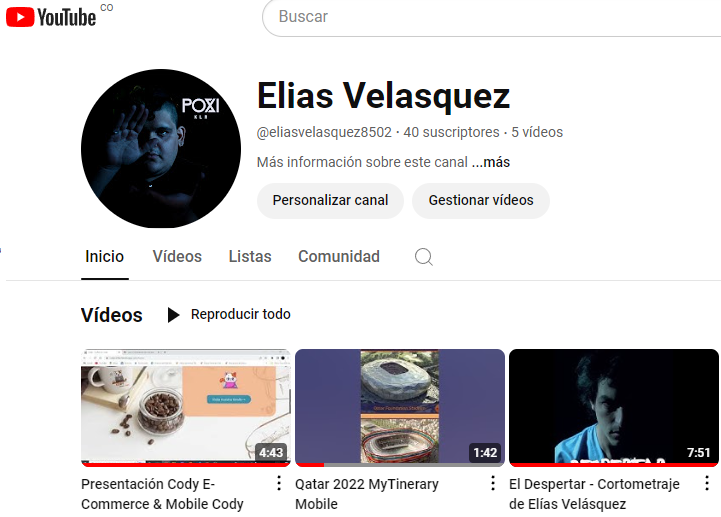 YouTube CO
Buscar
POXI
KLR
Elias Velasquez
@eliasvelasquez8502 · 40 suscriptores · 5 vídeos
Más información sobre este canal ...más
Personalizar canal
Gestionar vídeos
Inicio
Vídeos
Listas
Comunidad
Vídeos
Reproducir todo
4:43
1:42
7:51
Presentación Cody E-
Commerce & Mobile Cody
Qatar 2022 MyTinerary
Mobile
El Despertar - Cortometraje
de Elías Velásquez